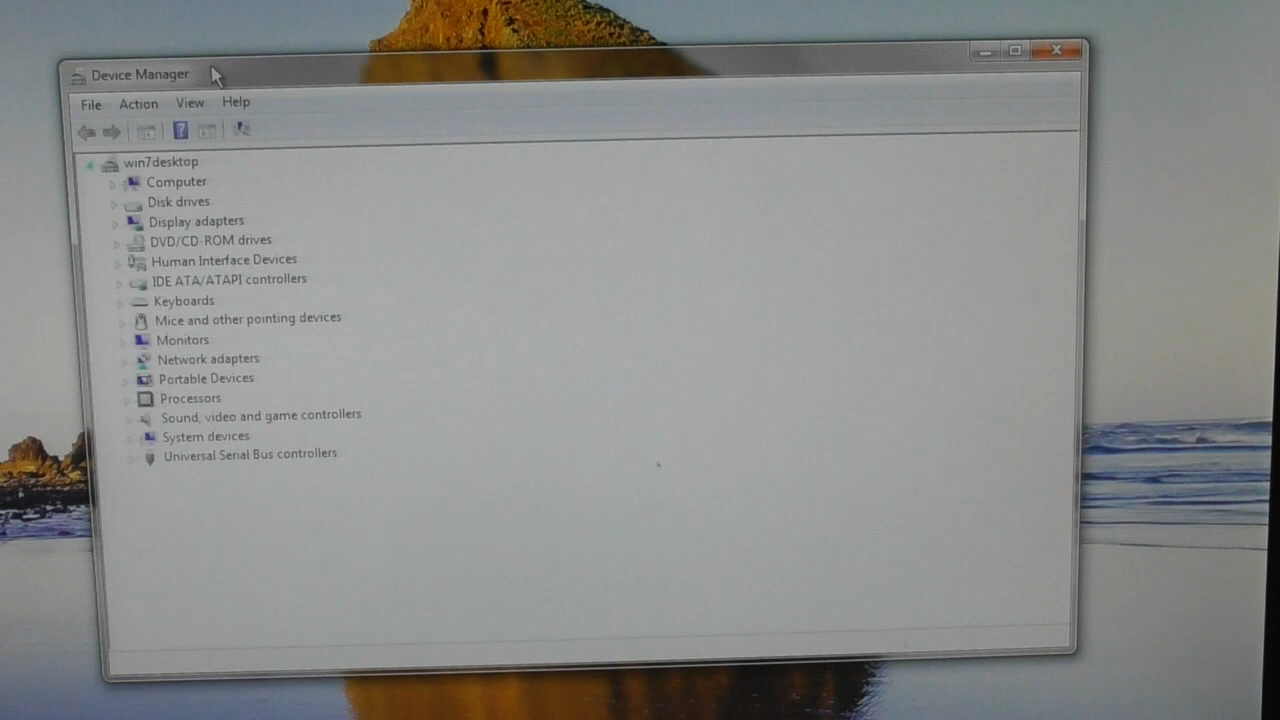 Device Manager
File Action View Help
win7desktop
Computer
Disk drives
Display adapters
DVD/CD-ROM drives
Human Interface Devices
IDE ATA/ATAPI controllers
Keyboards
Mice and other pointing devices
Monitors
Network adapters
Portable Devices
Processors
Sound, video and game controllers
System devices
Universal Serial Bus controllers